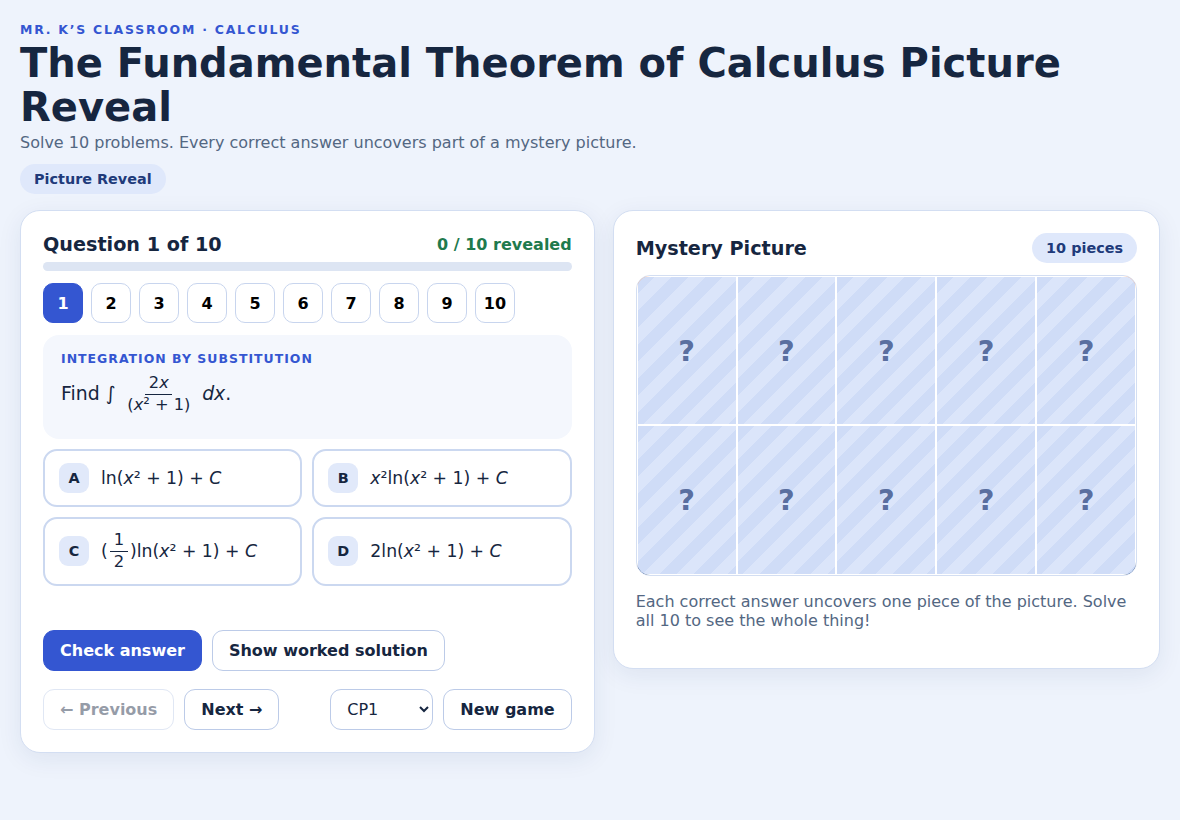 MR. K’S CLASSROOM · CALCULUS
The Fundamental Theorem of Calculus Picture
Reveal
Solve 10 problems. Every correct answer uncovers part of a mystery picture.
Picture Reveal
Question 1 of 10
0 / 10 revealed
1 2 3 4 5 6 7 8 9 10
INTEGRATION BY SUBSTITUTION
Find ∫ 2x/(x² + 1) dx.
A ln(x² + 1) + C
B x²ln(x² + 1) + C
C (1/2)ln(x² + 1) + C
D 2ln(x² + 1) + C
Check answer
Show worked solution
← Previous
Next →
CP1
New game
Mystery Picture
10 pieces
? ? ? ? ?
? ? ? ? ?
Each correct answer uncovers one piece of the picture. Solve
all 10 to see the whole thing!